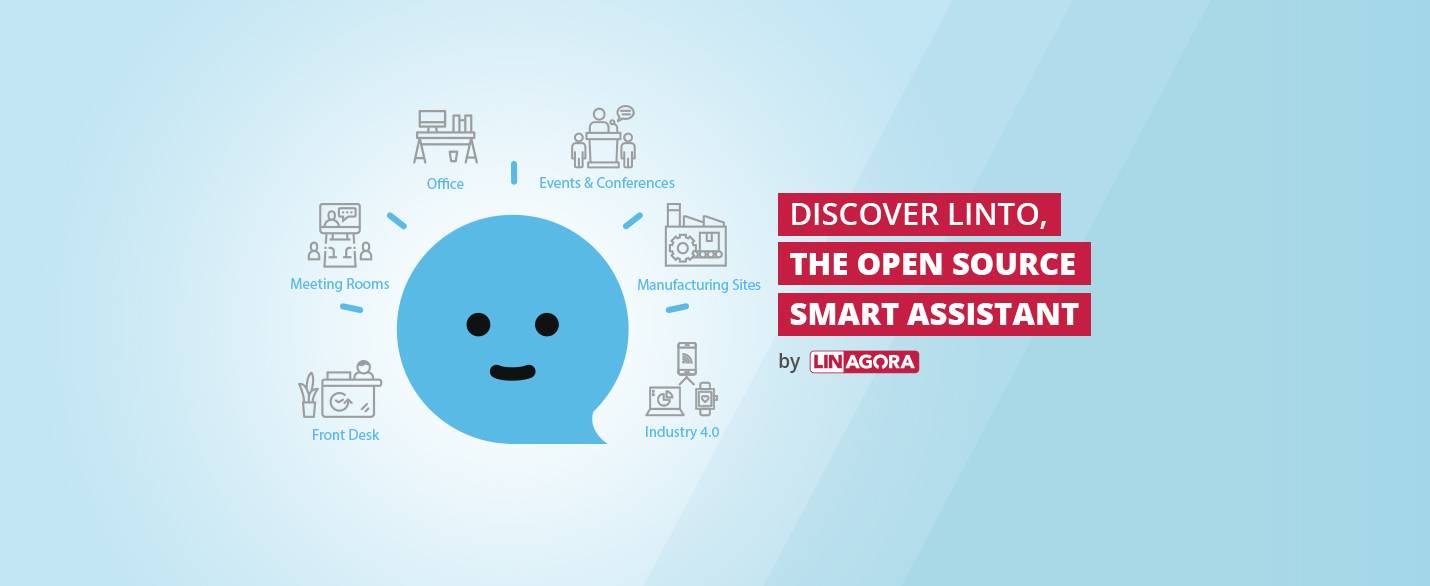 Office
Events & Conferences
Meeting Rooms
Manufacturing Sites
Front Desk
Industry 4.0
DISCOVER LINTO,
THE OPEN SOURCE
SMART ASSISTANT
by LINAGORA